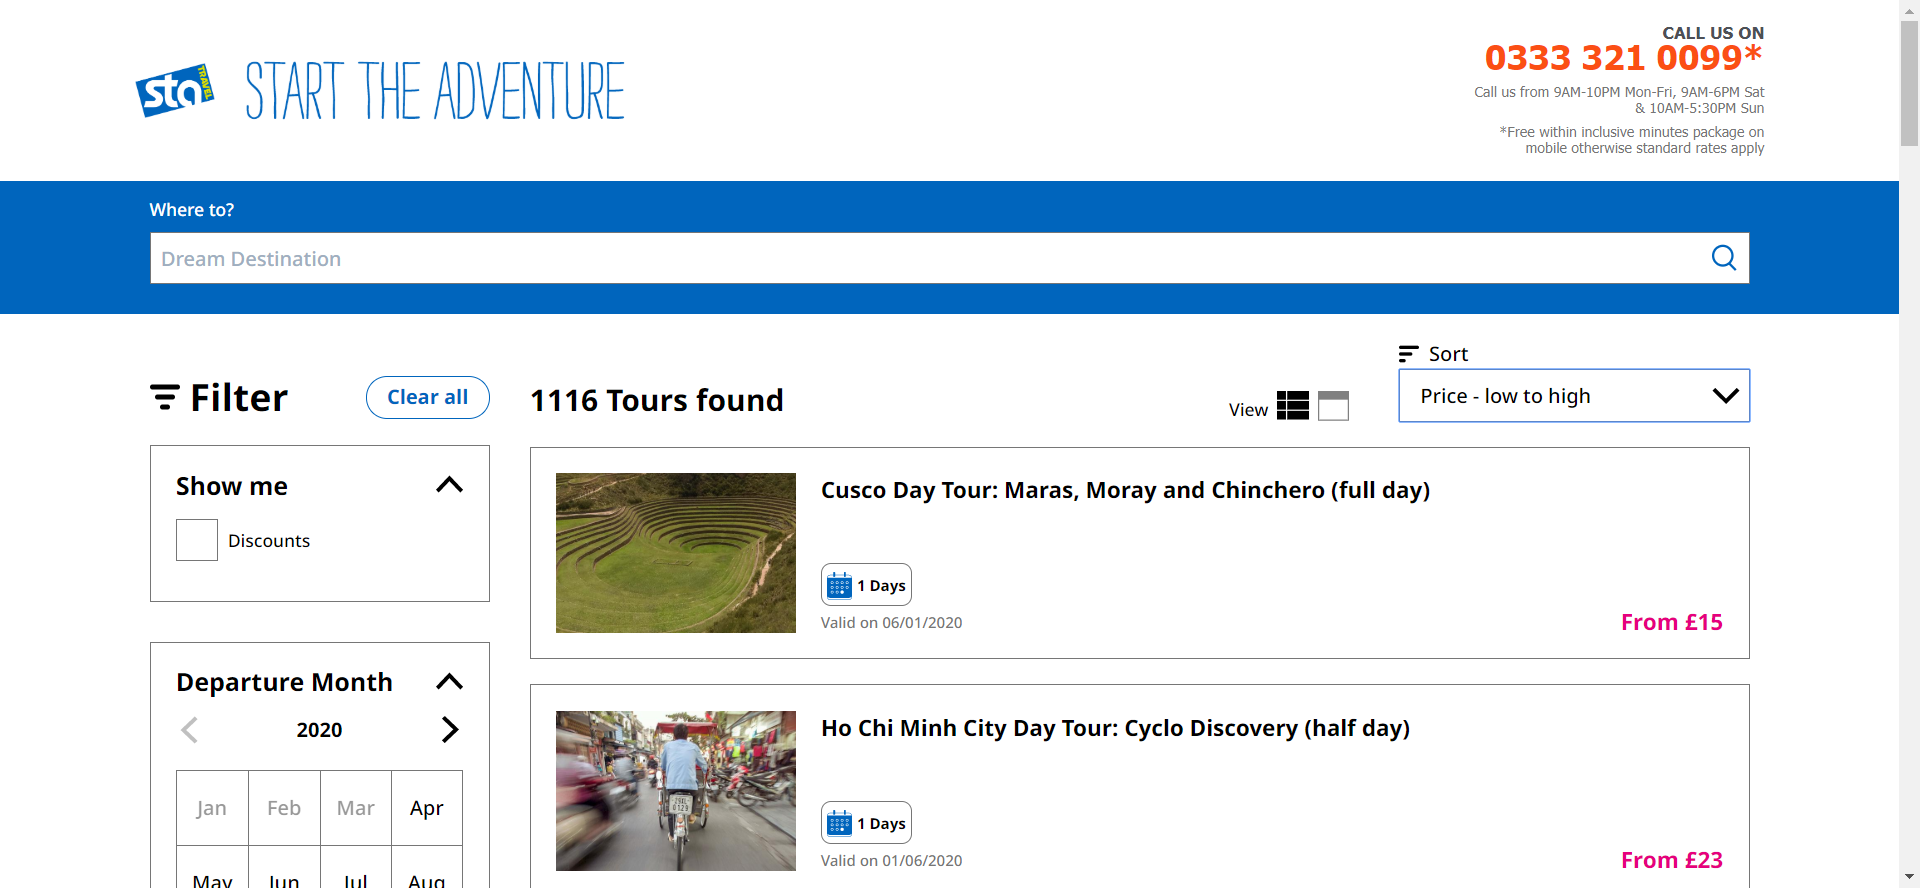 sta TRAVEL
START THE ADVENTURE
CALL US ON
0333 321 0099*
Call us from 9AM-10PM Mon-Fri, 9AM-6PM Sat
& 10AM-5:30PM Sun
*Free within inclusive minutes package on
mobile otherwise standard rates apply
Where to?
Dream Destination
Filter
Clear all
1116 Tours found
View
Sort
Price - low to high
Show me
Discounts
Departure Month
2020
Jan Feb Mar Apr
May Jun Jul Aug
Cusco Day Tour: Maras, Moray and Chinchero (full day)
1 Days
Valid on 06/01/2020
From £15
Ho Chi Minh City Day Tour: Cyclo Discovery (half day)
1 Days
Valid on 01/06/2020
From £23